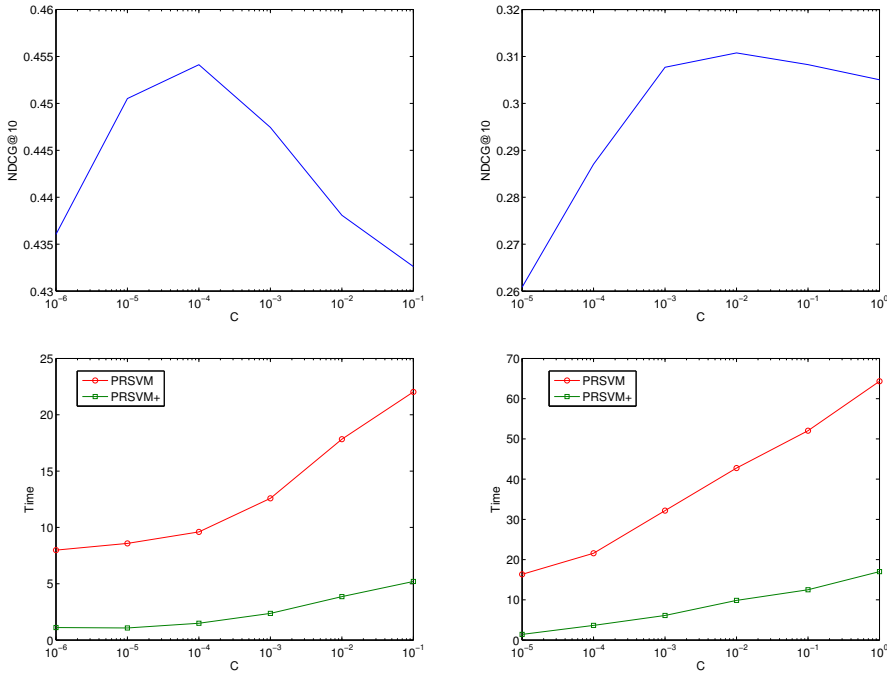 0.46
0.455
0.45
0.445
0.44
0.435
0.43
NDCG@10
10⁻⁶ 10⁻⁵ 10⁻⁴ 10⁻³ 10⁻² 10⁻¹
C
0.32
0.31
0.3
0.29
0.28
0.27
0.26
NDCG@10
10⁻⁵ 10⁻⁴ 10⁻³ 10⁻² 10⁻¹ 10⁰
C
25
20
15
10
5
0
Time
PRSVM
PRSVM+
10⁻⁶ 10⁻⁵ 10⁻⁴ 10⁻³ 10⁻² 10⁻¹
C
70
60
50
40
30
20
10
0
Time
PRSVM
PRSVM+
10⁻⁵ 10⁻⁴ 10⁻³ 10⁻² 10⁻¹ 10⁰
C